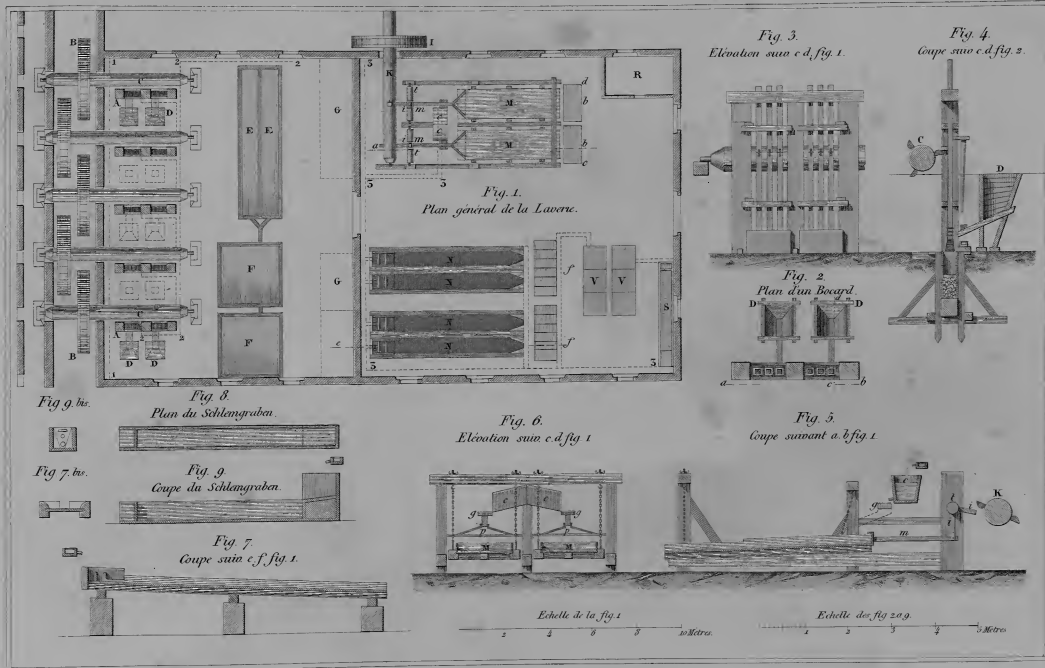 Fig. 1.
Plan général de la Laverie.
Fig. 3.
Elévation suiv. c d, fig. 1.
Fig. 4.
Coupe suiv. c.d. fig. 2.
Fig. 2.
Plan d'un Bocard.
Fig 9. bis.
Fig. 8.
Plan du Schlemgraben.
Fig 7. bis.
Fig. 9.
Coupe du Schlemgraben.
Fig. 7
Coupe suiv. e.f fig. 1.
Fig. 6.
Elévation suiv. c.d fig 1
Fig. 5.
Coupe suivant a.b fig 1.
Echelle de la fig. 1
2 4 6 8 10 Mètres.
Echelle des fig 2 a 9.
1 2 3 4 5 Mètres